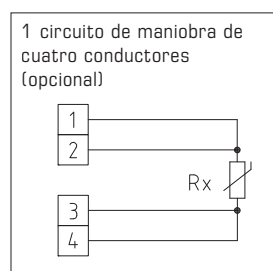 1 circuito de maniobra de
cuatro conductores
(opcional)
1
2
Rx
3
4